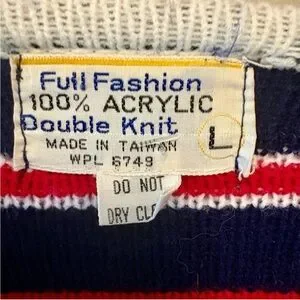 Full Fashion
100% ACRYLIC
Double Knit
L
MADE IN TAIWAN
WPL 6749
DO NOT
DRY CL